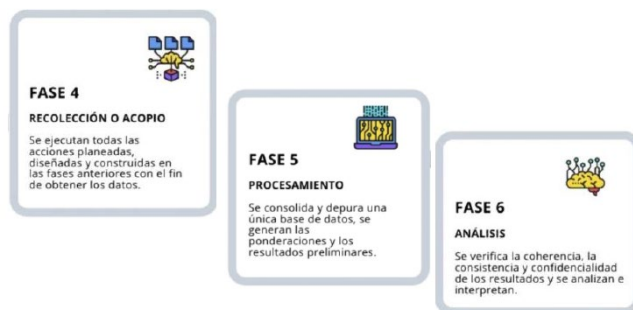 FASE 4
RECOLECCIÓN O ACOPIO
Se ejecutan todas las
acciones planeadas,
diseñadas y construidas en
las fases anteriores con el fin
de obtener los datos.
FASE 5
PROCESAMIENTO
Se consolida y depura una
única base de datos, se
generan las
ponderaciones y los
resultados preliminares.
FASE 6
ANÁLISIS
Se verifica la coherencia, la
consistencia y confidencialidad
de los resultados y se analizan e
interpretan.